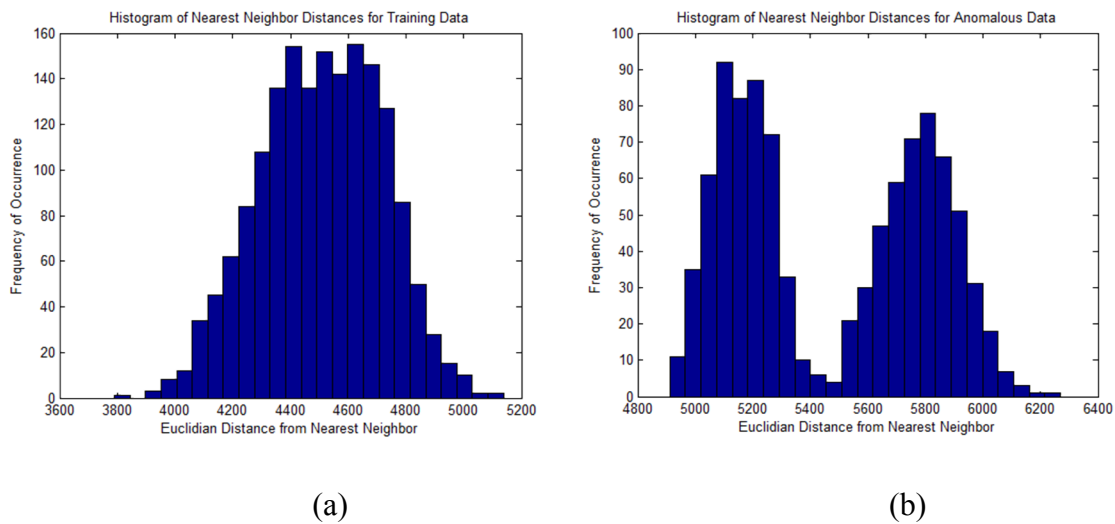 Histogram of Nearest Neighbor Distances for Training Data
160
140
120
100
80
60
40
20
0
Frequency of Occurrence
3600 4000 4200 4400 4600 4800 5000 5200
Euclidian Distance from Nearest Neighbor
(a)
Histogram of Nearest Neighbor Distances for Anomalous Data
100
90
80
70
60
50
40
30
20
10
0
Frequency of Occurrence
4800 5000 5200 5400 5600 5800 6000 6200 6400
Euclidian Distance from Nearest Neighbor
(b)